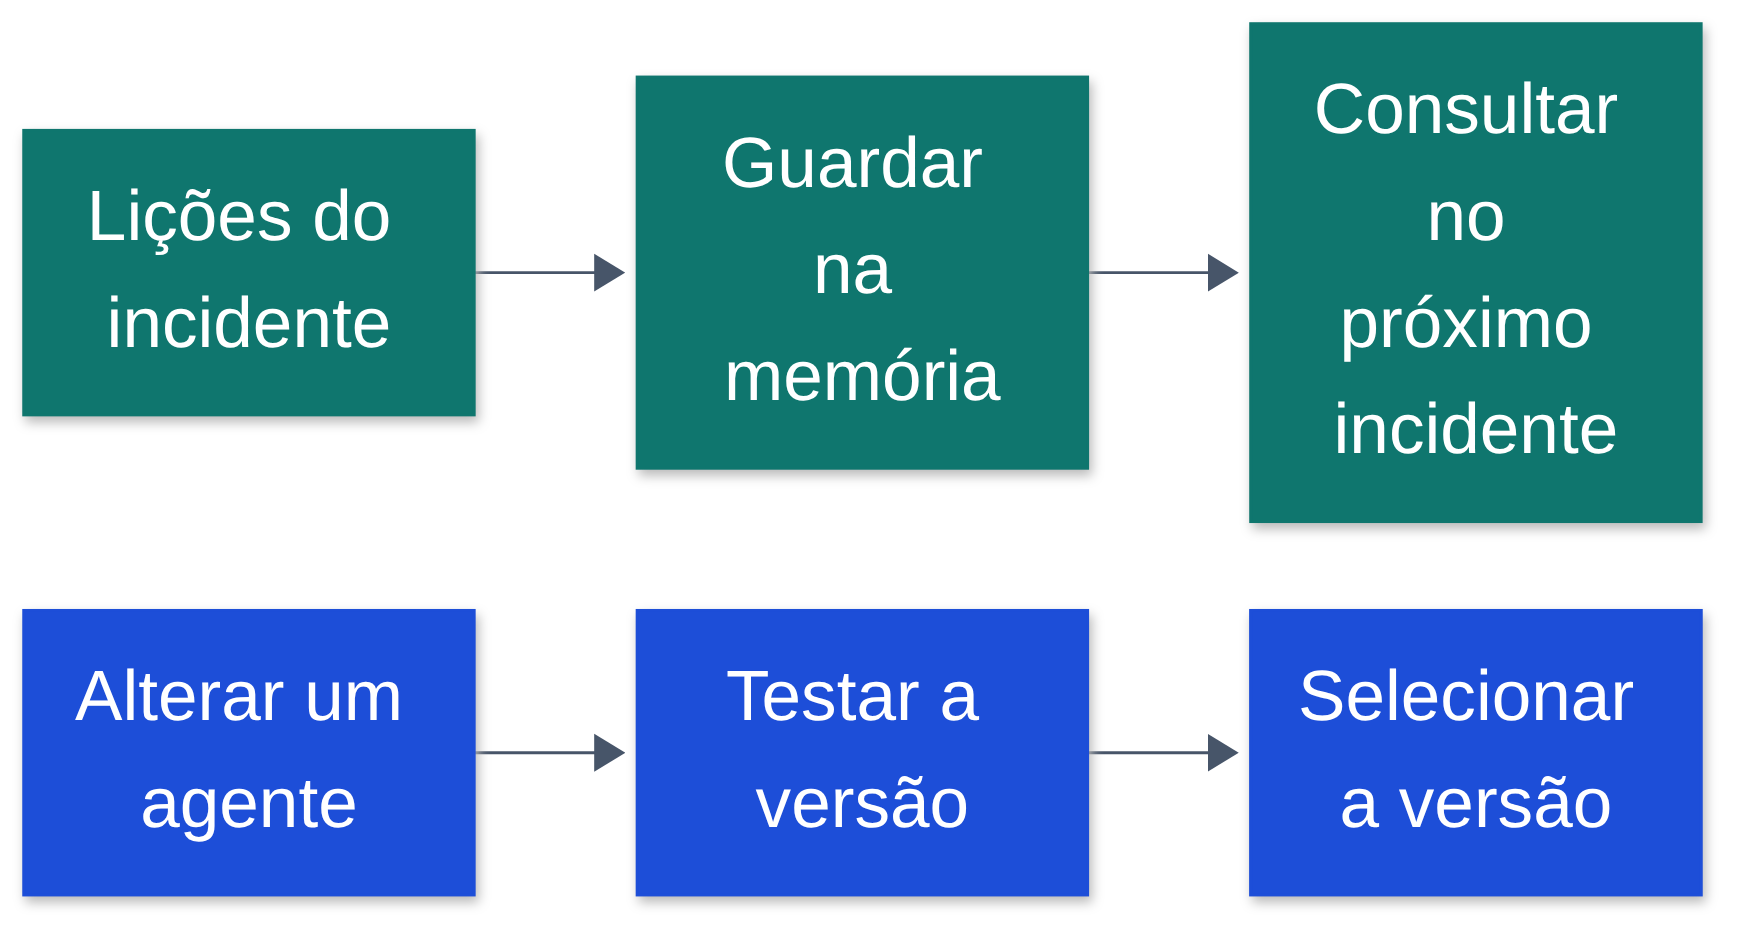 Lições do
incidente
Guardar
na
memória
Consultar
no
próximo
incidente
Alterar um
agente
Testar a
versão
Selecionar
a versão